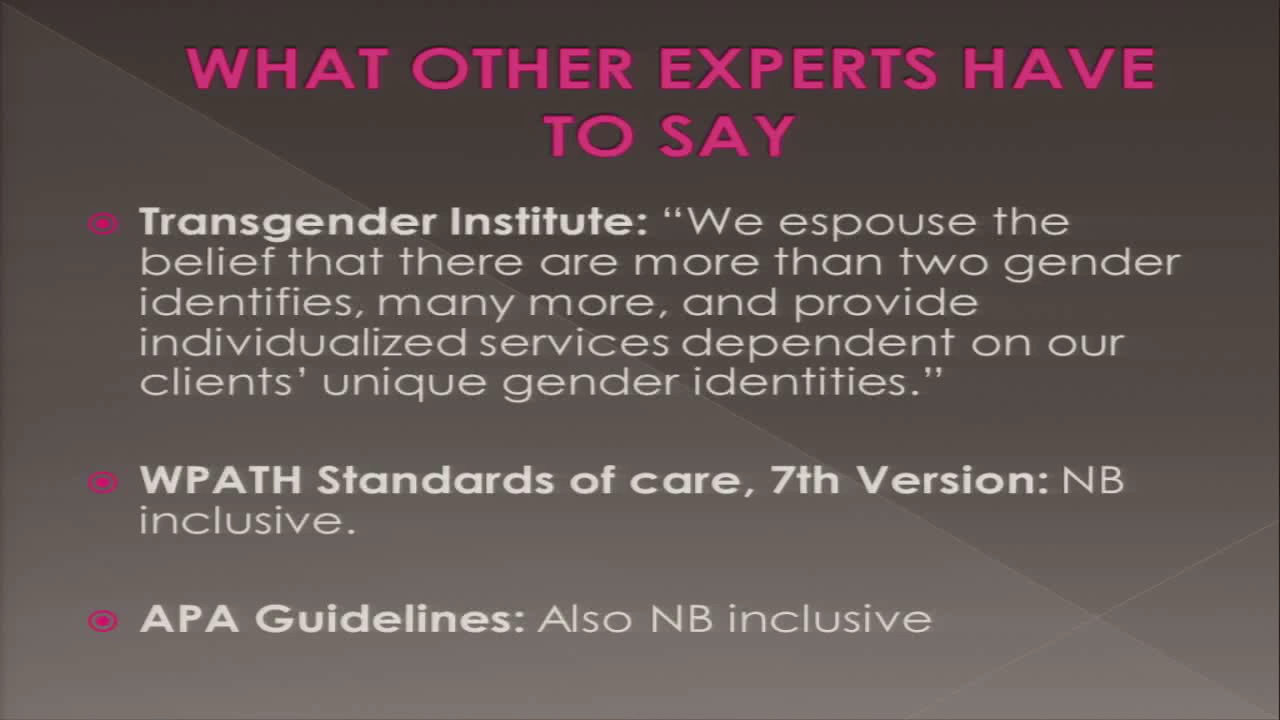 WHAT OTHER EXPERTS HAVE
TO SAY
Transgender Institute: “We espouse the
belief that there are more than two gender
identifies, many more, and provide
individualized services dependent on our
clients’ unique gender identities.”
WPATH Standards of care, 7th Version: NB
inclusive.
APA Guidelines: Also NB inclusive